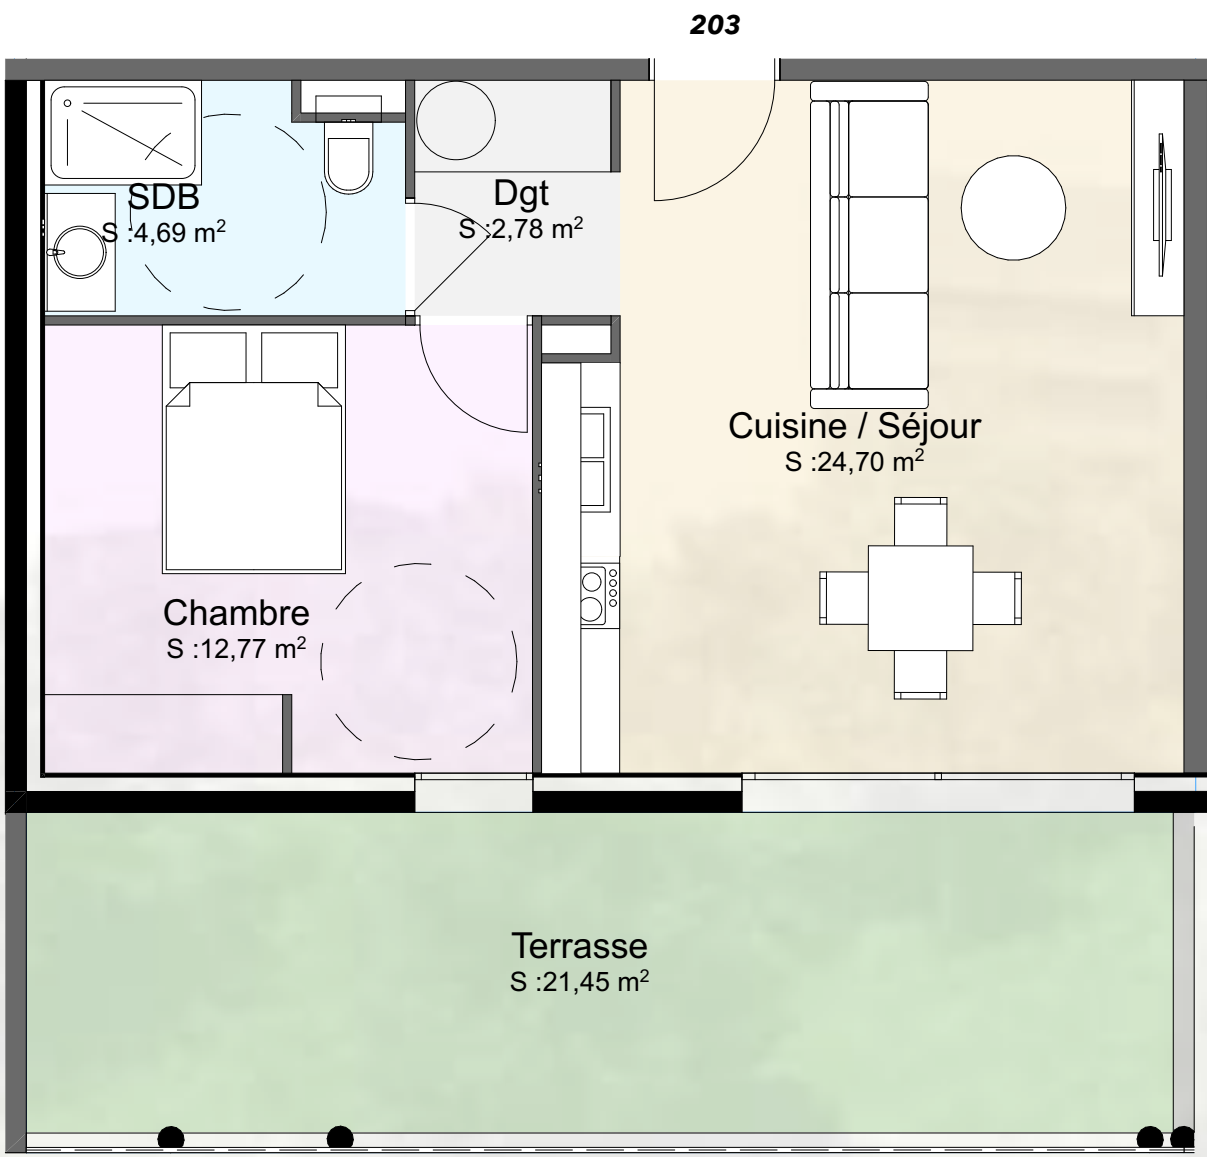 203
SDB
S :4,69 m²
Dgt
S :2,78 m²
Cuisine / Séjour
S :24,70 m²
Chambre
S :12,77 m²
Terrasse
S :21,45 m²